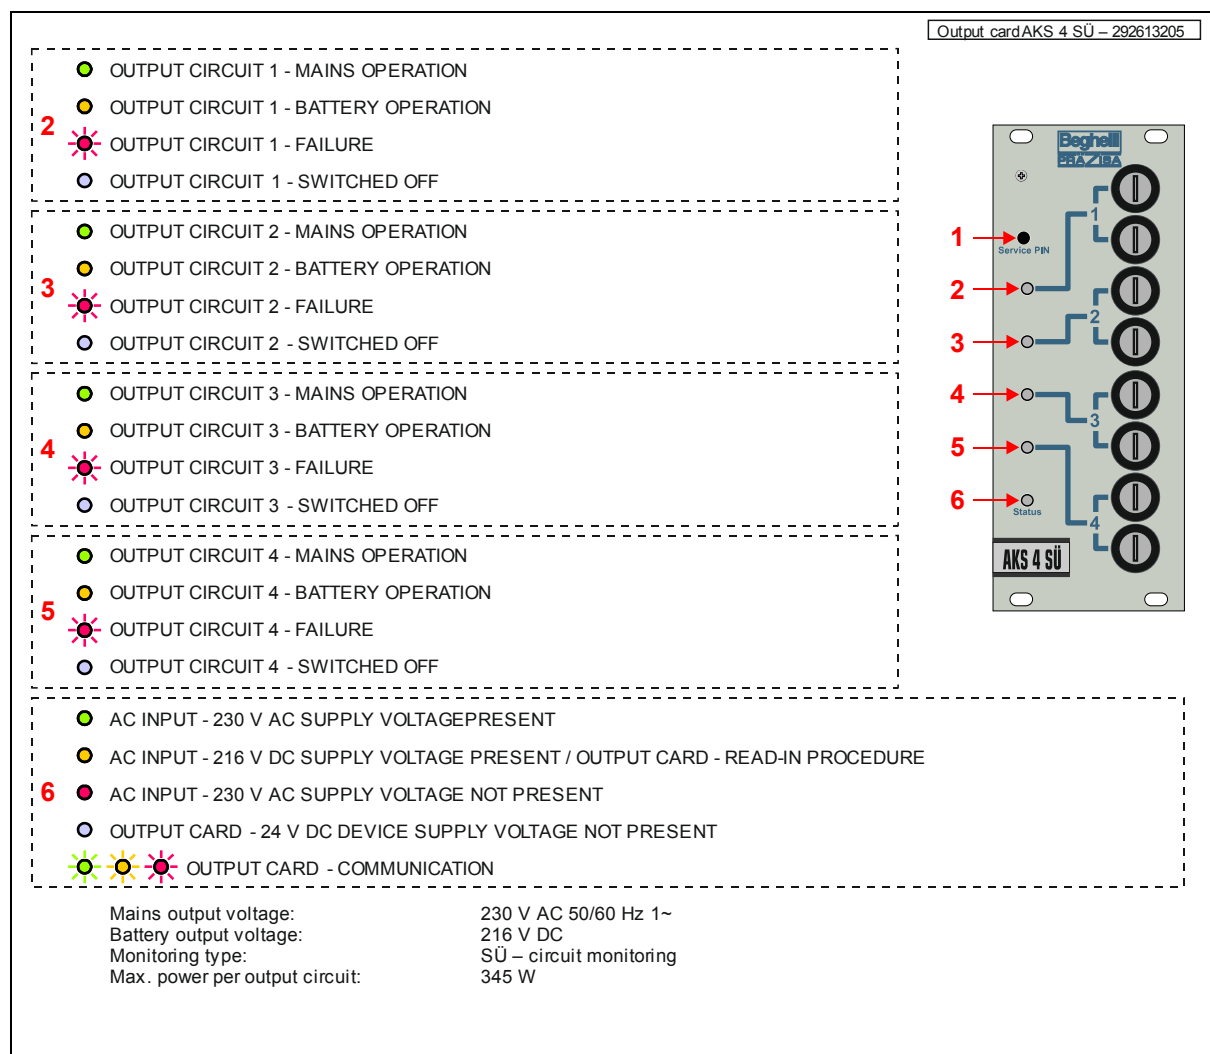 Output cardAKS 4 SÜ – 292613205
2
OUTPUT CIRCUIT 1 - MAINS OPERATION
OUTPUT CIRCUIT 1 - BATTERY OPERATION
OUTPUT CIRCUIT 1 - FAILURE
OUTPUT CIRCUIT 1 - SWITCHED OFF
3
OUTPUT CIRCUIT 2 - MAINS OPERATION
OUTPUT CIRCUIT 2 - BATTERY OPERATION
OUTPUT CIRCUIT 2 - FAILURE
OUTPUT CIRCUIT 2 - SWITCHED OFF
4
OUTPUT CIRCUIT 3 - MAINS OPERATION
OUTPUT CIRCUIT 3 - BATTERY OPERATION
OUTPUT CIRCUIT 3 - FAILURE
OUTPUT CIRCUIT 3 - SWITCHED OFF
5
OUTPUT CIRCUIT 4 - MAINS OPERATION
OUTPUT CIRCUIT 4 - BATTERY OPERATION
OUTPUT CIRCUIT 4 - FAILURE
OUTPUT CIRCUIT 4 - SWITCHED OFF
6
AC INPUT - 230 V AC SUPPLY VOLTAGEPRESENT
AC INPUT - 216 V DC SUPPLY VOLTAGE PRESENT / OUTPUT CARD - READ-IN PROCEDURE
AC INPUT - 230 V AC SUPPLY VOLTAGE NOT PRESENT
OUTPUT CARD - 24 V DC DEVICE SUPPLY VOLTAGE NOT PRESENT
OUTPUT CARD - COMMUNICATION
Beghelli
PRÄZISA
1
Service PIN
1
2
2
3
4
3
5
6
Status
4
AKS 4 SÜ
Mains output voltage: 230 V AC 50/60 Hz 1~
Battery output voltage: 216 V DC
Monitoring type: SÜ – circuit monitoring
Max. power per output circuit: 345 W